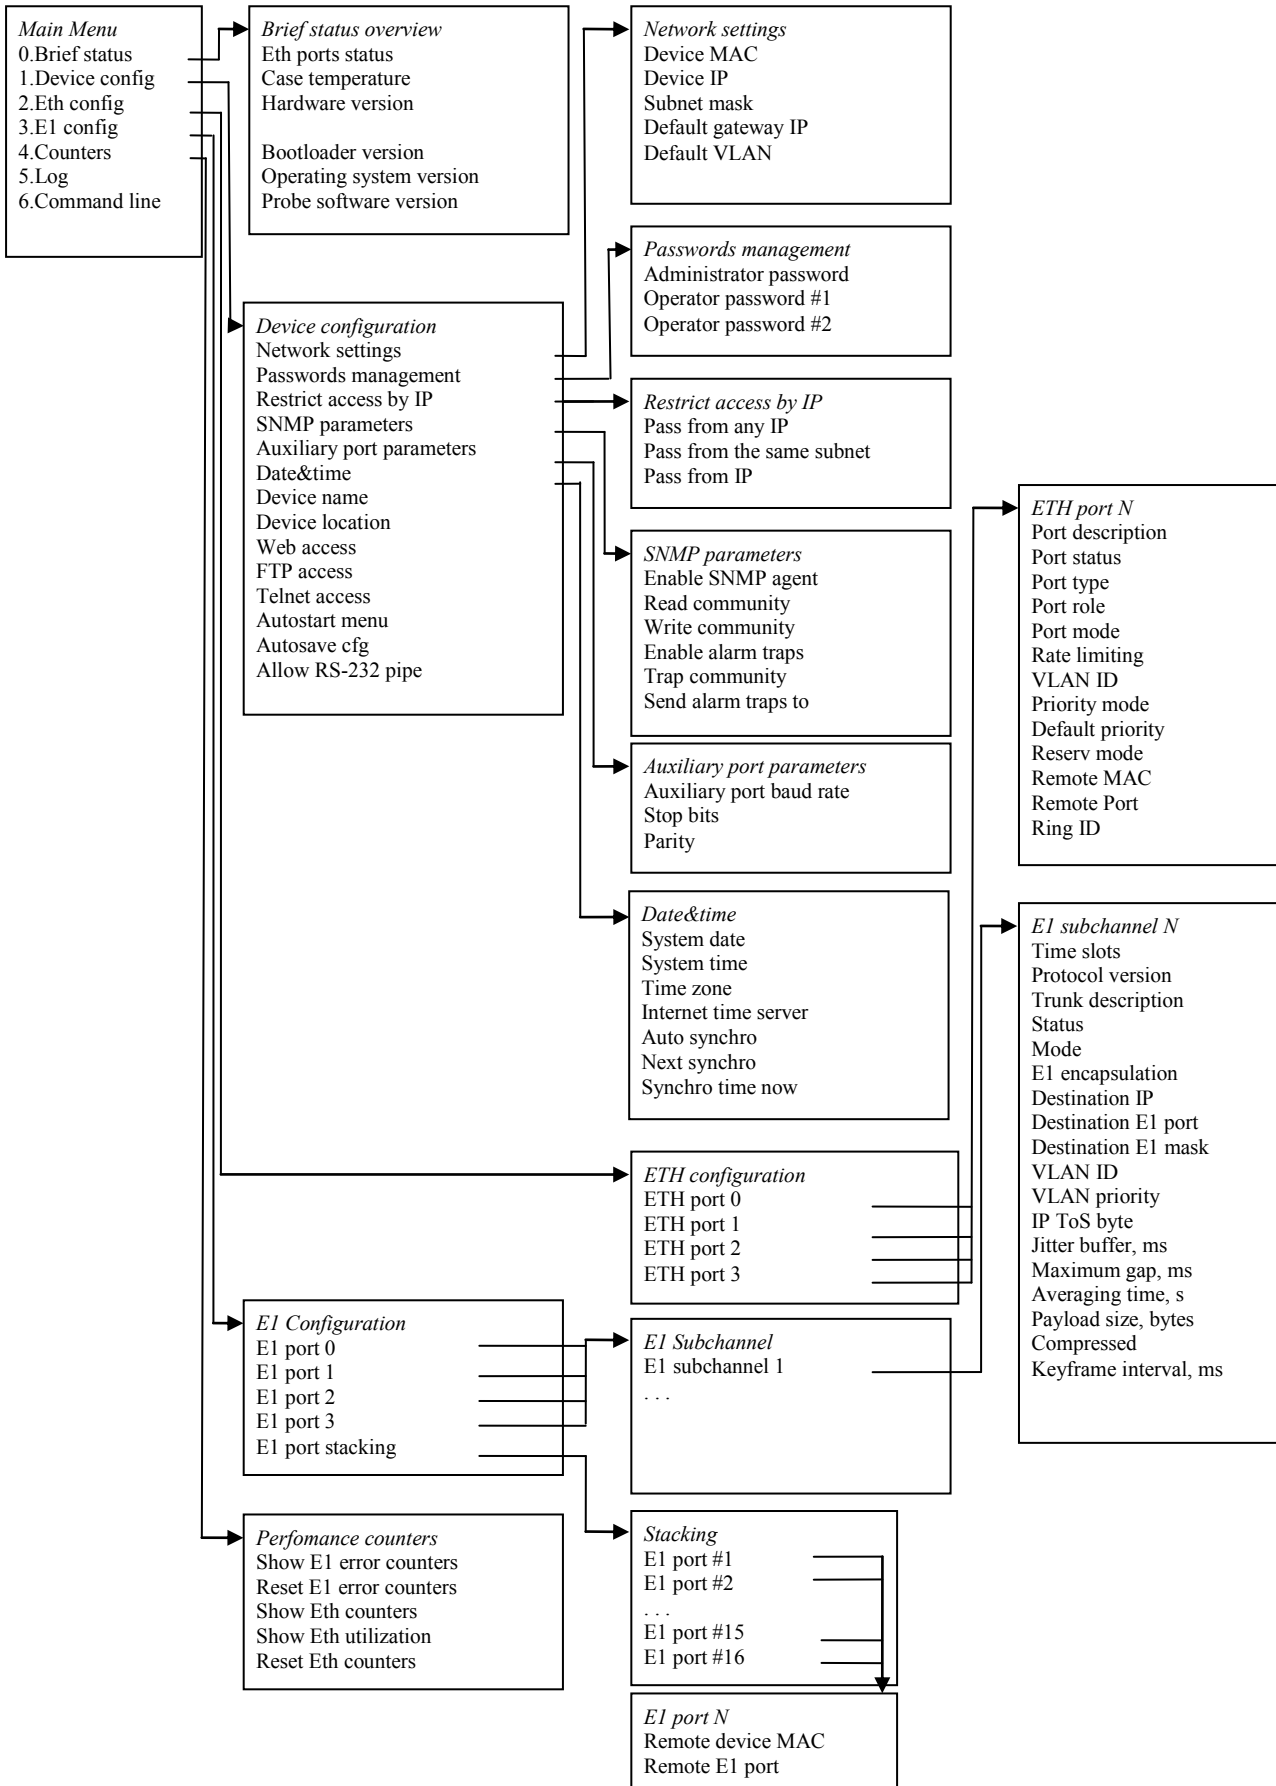 Main Menu
0.Brief status
1.Device config
2.Eth config
3.E1 config
4.Counters
5.Log
6.Command line
Brief status overview
Eth ports status
Case temperature
Hardware version
Bootloader version
Operating system version
Probe software version
Network settings
Device MAC
Device IP
Subnet mask
Default gateway IP
Default VLAN
Passwords management
Administrator password
Operator password #1
Operator password #2
Device configuration
Network settings
Passwords management
Restrict access by IP
SNMP parameters
Auxiliary port parameters
Date&time
Device name
Device location
Web access
FTP access
Telnet access
Autostart menu
Autosave cfg
Allow RS-232 pipe
Restrict access by IP
Pass from any IP
Pass from the same subnet
Pass from IP
SNMP parameters
Enable SNMP agent
Read community
Write community
Enable alarm traps
Trap community
Send alarm traps to
Auxiliary port parameters
Auxiliary port baud rate
Stop bits
Parity
Date&time
System date
System time
Time zone
Internet time server
Auto synchro
Next synchro
Synchro time now
ETH port N
Port description
Port status
Port type
Port role
Port mode
Rate limiting
VLAN ID
Priority mode
Default priority
Reserv mode
Remote MAC
Remote Port
Ring ID
E1 subchannel N
Time slots
Protocol version
Trunk description
Status
Mode
E1 encapsulation
Destination IP
Destination E1 port
Destination E1 mask
VLAN ID
VLAN priority
IP ToS byte
Jitter buffer, ms
Maximum gap, ms
Averaging time, s
Payload size, bytes
Compressed
Keyframe interval, ms
ETH configuration
ETH port 0
ETH port 1
ETH port 2
ETH port 3
E1 Configuration
E1 port 0
E1 port 1
E1 port 2
E1 port 3
E1 port stacking
E1 Subchannel
E1 subchannel 1
. . .
Perfomance counters
Show E1 error counters
Reset E1 error counters
Show Eth counters
Show Eth utilization
Reset Eth counters
Stacking
E1 port #1
E1 port #2
. . .
E1 port #15
E1 port #16
E1 port N
Remote device MAC
Remote E1 port